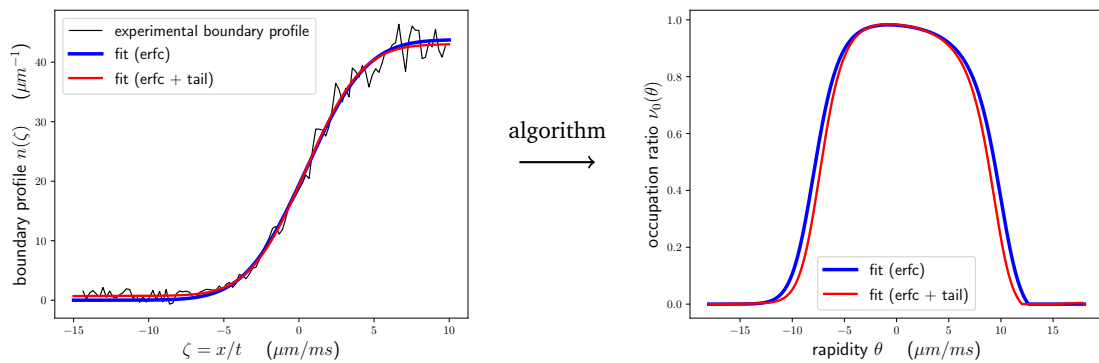 experimental boundary profile
fit (erfc)
fit (erfc + tail)
boundary profile n(ζ) (μm⁻¹)
40
30
20
10
0
−15
−10
−5
0
5
10
ζ = x/t (μm/ms)
algorithm
occupation ratio ν₀(θ)
1.0
0.8
0.6
0.4
0.2
0.0
fit (erfc)
fit (erfc + tail)
−15
−10
−5
0
5
10
15
rapidity θ (μm/ms)